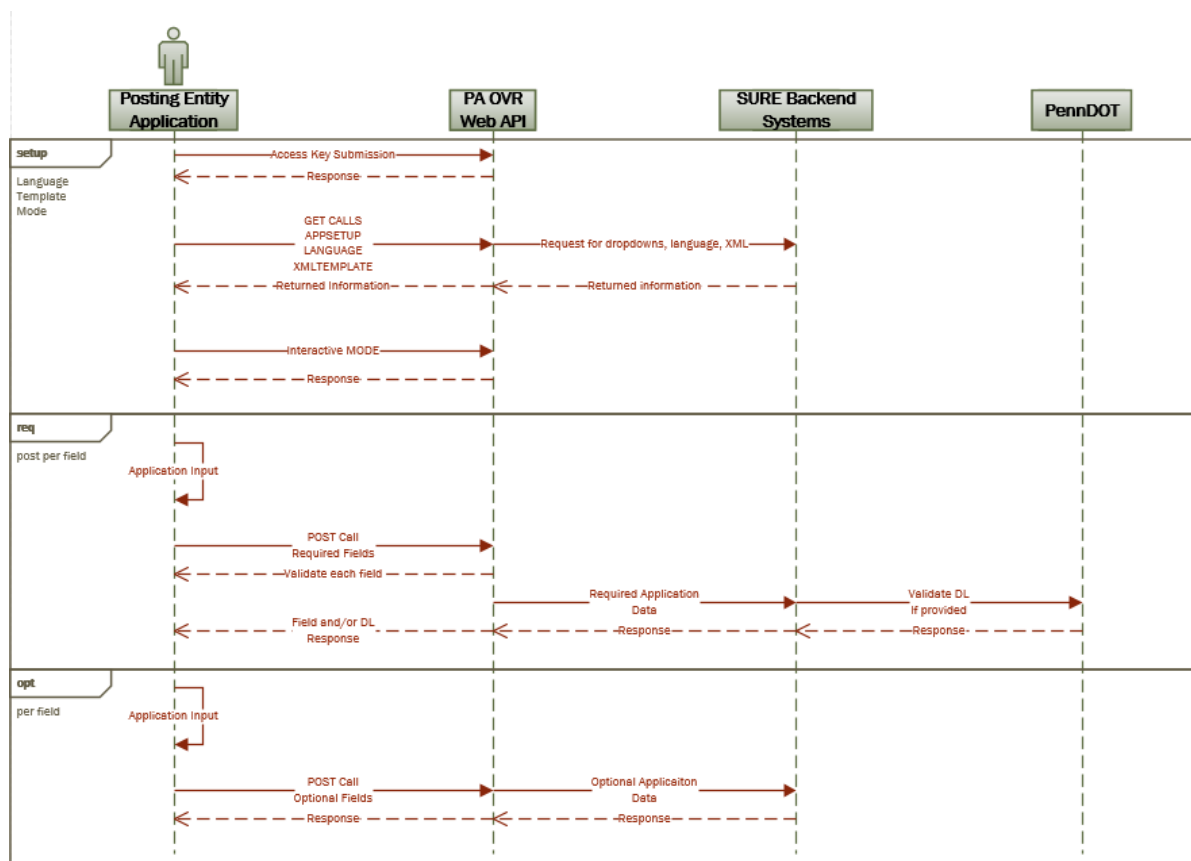 Posting Entity
Application
PA OVR
Web API
SURE Backend
Systems
PennDOT
setup
Language
Template
Mode
Access Key Submission
Response
GET CALLS
APPSETUP
LANGUAGE
XMLTEMPLATE
Request for dropdowns, language, XML
Returned Information
Returned information
Interactive MODE
Response
req
post per field
Application Input
POST Call
Required Fields
Validate each field
Required Application
Data
Validate DL
If provided
Field and/or DL
Response
Response
Response
opt
per field
Application Input
POST Call
Optional Fields
Optional Applicaiton
Data
Response
Response